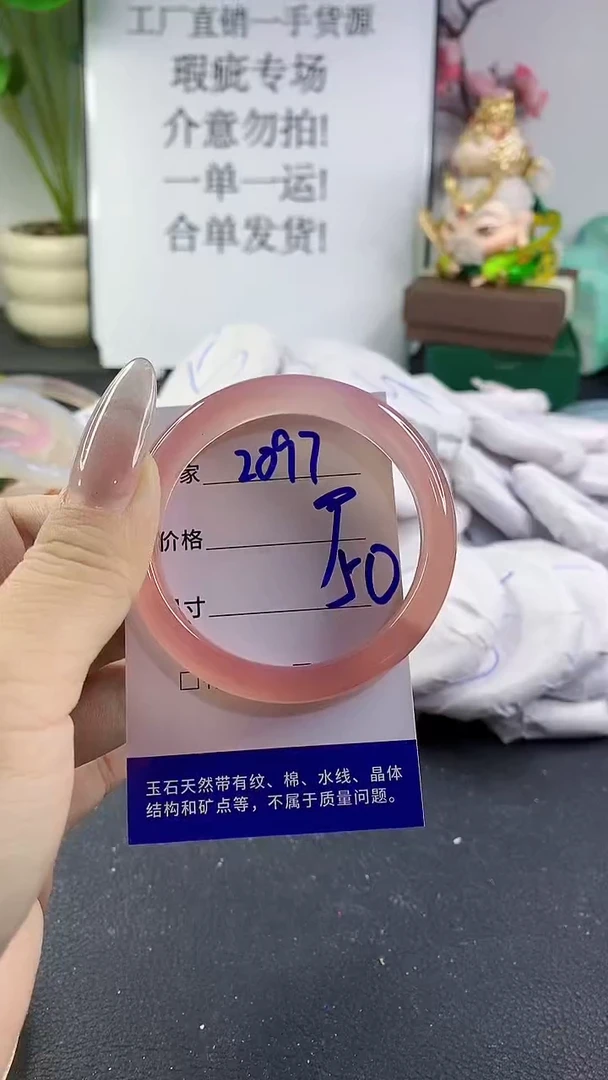 工厂直销一手货源
瑕疵专场
介意勿拍!
一单一运!
合单发货!
家 2097
价格
寸 50
玉石天然带有纹、棉、水线、晶体
结构和矿点等，不属于质量问题。